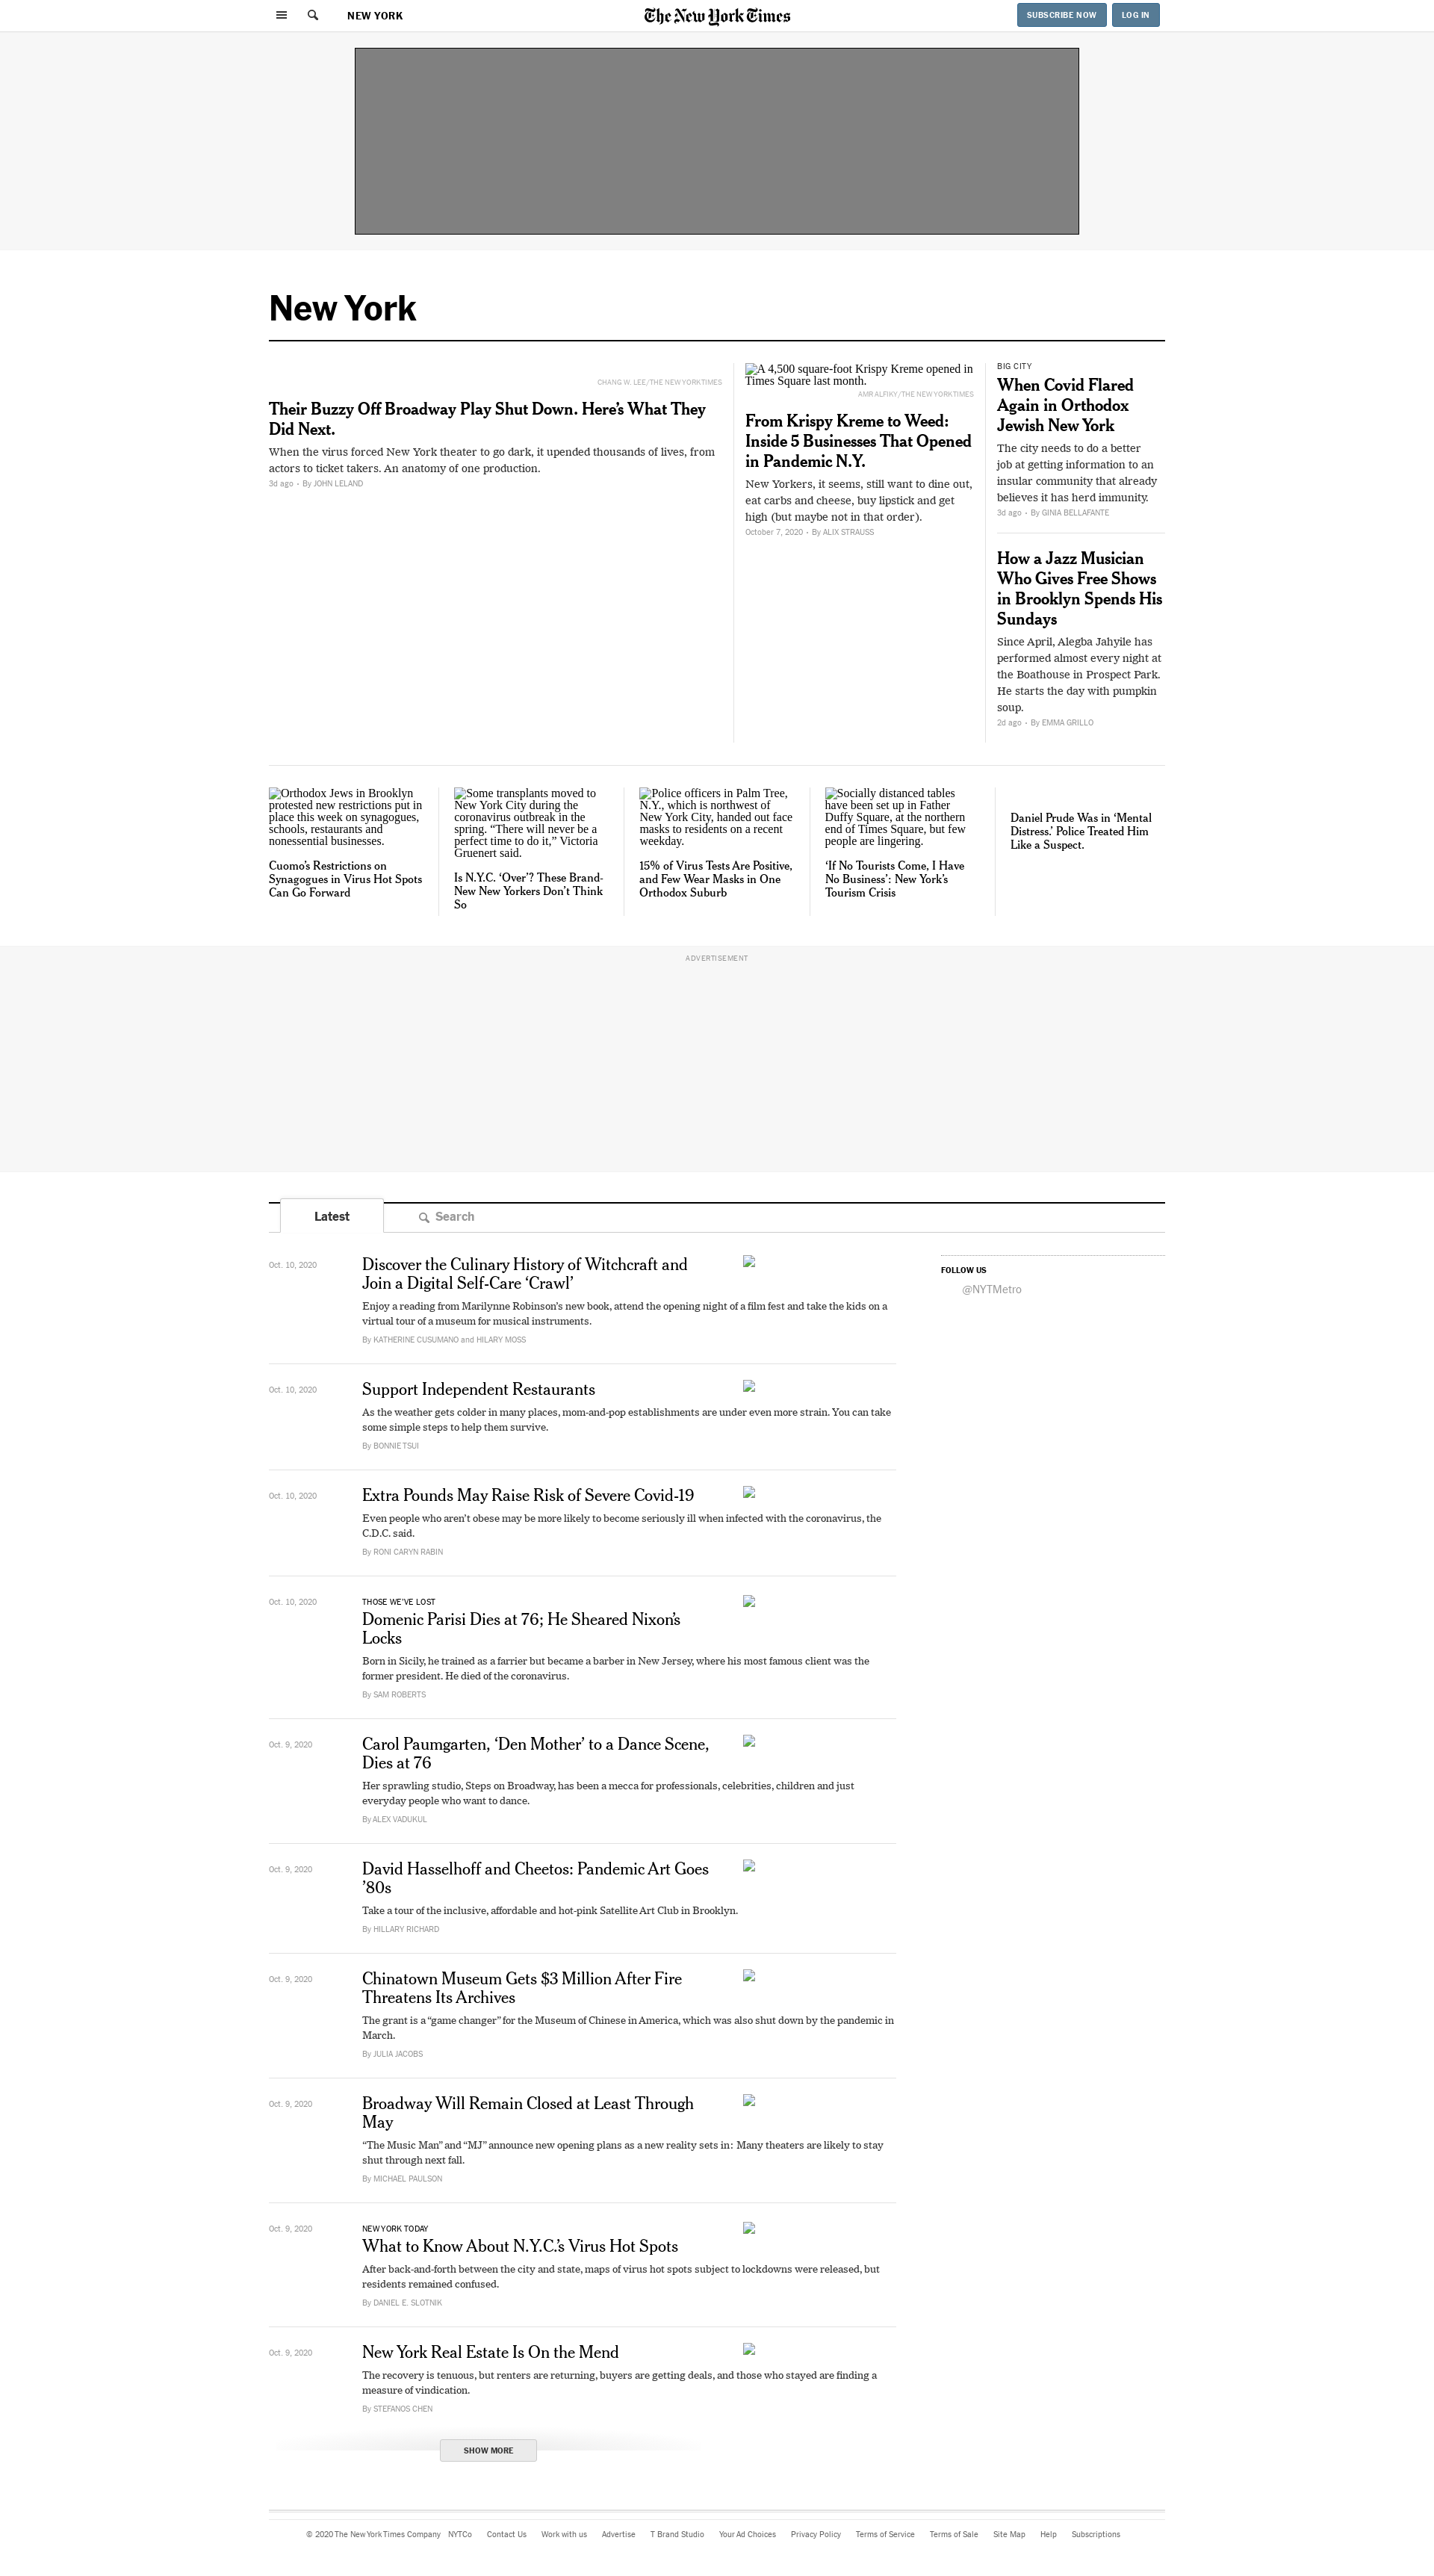 NEW YORK
The New York Times
SUBSCRIBE NOW
LOG IN
New York
CHANG W. LEE/THE NEW YORK TIMES
Their Buzzy Off Broadway Play Shut Down. Here’s What They
Did Next.
When the virus forced New York theater to go dark, it upended thousands of lives, from
actors to ticket takers. An anatomy of one production.
3d ago • By JOHN LELAND
A 4,500 square-foot Krispy Kreme opened in
Times Square last month.
AMR ALFIKY/THE NEW YORK TIMES
From Krispy Kreme to Weed:
Inside 5 Businesses That Opened
in Pandemic N.Y.
New Yorkers, it seems, still want to dine out,
eat carbs and cheese, buy lipstick and get
high (but maybe not in that order).
October 7, 2020 • By ALIX STRAUSS
BIG CITY
When Covid Flared
Again in Orthodox
Jewish New York
The city needs to do a better
job at getting information to an
insular community that already
believes it has herd immunity.
3d ago • By GINIA BELLAFANTE
How a Jazz Musician
Who Gives Free Shows
in Brooklyn Spends His
Sundays
Since April, Alegba Jahyile has
performed almost every night at
the Boathouse in Prospect Park.
He starts the day with pumpkin
soup.
2d ago • By EMMA GRILLO
Orthodox Jews in Brooklyn
protested new restrictions put in
place this week on synagogues,
schools, restaurants and
nonessential businesses.
Cuomo’s Restrictions on
Synagogues in Virus Hot Spots
Can Go Forward
Some transplants moved to
New York City during the
coronavirus outbreak in the
spring. “There will never be a
perfect time to do it,” Victoria
Gruenert said.
Is N.Y.C. ‘Over’? These Brand-
New New Yorkers Don’t Think
So
Police officers in Palm Tree,
N.Y., which is northwest of
New York City, handed out face
masks to residents on a recent
weekday.
15% of Virus Tests Are Positive,
and Few Wear Masks in One
Orthodox Suburb
Socially distanced tables
have been set up in Father
Duffy Square, at the northern
end of Times Square, but few
people are lingering.
‘If No Tourists Come, I Have
No Business’: New York’s
Tourism Crisis
Daniel Prude Was in ‘Mental
Distress.’ Police Treated Him
Like a Suspect.
ADVERTISEMENT
Latest
Search
Oct. 10, 2020
Discover the Culinary History of Witchcraft and
Join a Digital Self-Care ‘Crawl’
Enjoy a reading from Marilynne Robinson’s new book, attend the opening night of a film fest and take the kids on a
virtual tour of a museum for musical instruments.
By KATHERINE CUSUMANO and HILARY MOSS
FOLLOW US
@NYTMetro
Oct. 10, 2020
Support Independent Restaurants
As the weather gets colder in many places, mom-and-pop establishments are under even more strain. You can take
some simple steps to help them survive.
By BONNIE TSUI
Oct. 10, 2020
Extra Pounds May Raise Risk of Severe Covid-19
Even people who aren’t obese may be more likely to become seriously ill when infected with the coronavirus, the
C.D.C. said.
By RONI CARYN RABIN
Oct. 10, 2020
THOSE WE’VE LOST
Domenic Parisi Dies at 76; He Sheared Nixon’s
Locks
Born in Sicily, he trained as a farrier but became a barber in New Jersey, where his most famous client was the
former president. He died of the coronavirus.
By SAM ROBERTS
Oct. 9, 2020
Carol Paumgarten, ‘Den Mother’ to a Dance Scene,
Dies at 76
Her sprawling studio, Steps on Broadway, has been a mecca for professionals, celebrities, children and just
everyday people who want to dance.
By ALEX VADUKUL
Oct. 9, 2020
David Hasselhoff and Cheetos: Pandemic Art Goes
’80s
Take a tour of the inclusive, affordable and hot-pink Satellite Art Club in Brooklyn.
By HILLARY RICHARD
Oct. 9, 2020
Chinatown Museum Gets $3 Million After Fire
Threatens Its Archives
The grant is a “game changer” for the Museum of Chinese in America, which was also shut down by the pandemic in
March.
By JULIA JACOBS
Oct. 9, 2020
Broadway Will Remain Closed at Least Through
May
“The Music Man” and “MJ” announce new opening plans as a new reality sets in: Many theaters are likely to stay
shut through next fall.
By MICHAEL PAULSON
Oct. 9, 2020
NEW YORK TODAY
What to Know About N.Y.C.’s Virus Hot Spots
After back-and-forth between the city and state, maps of virus hot spots subject to lockdowns were released, but
residents remained confused.
By DANIEL E. SLOTNIK
Oct. 9, 2020
New York Real Estate Is On the Mend
The recovery is tenuous, but renters are returning, buyers are getting deals, and those who stayed are finding a
measure of vindication.
By STEFANOS CHEN
SHOW MORE
© 2020 The New York Times Company NYTCo Contact Us Work with us Advertise T Brand Studio Your Ad Choices Privacy Policy Terms of Service Terms of Sale Site Map Help Subscriptions